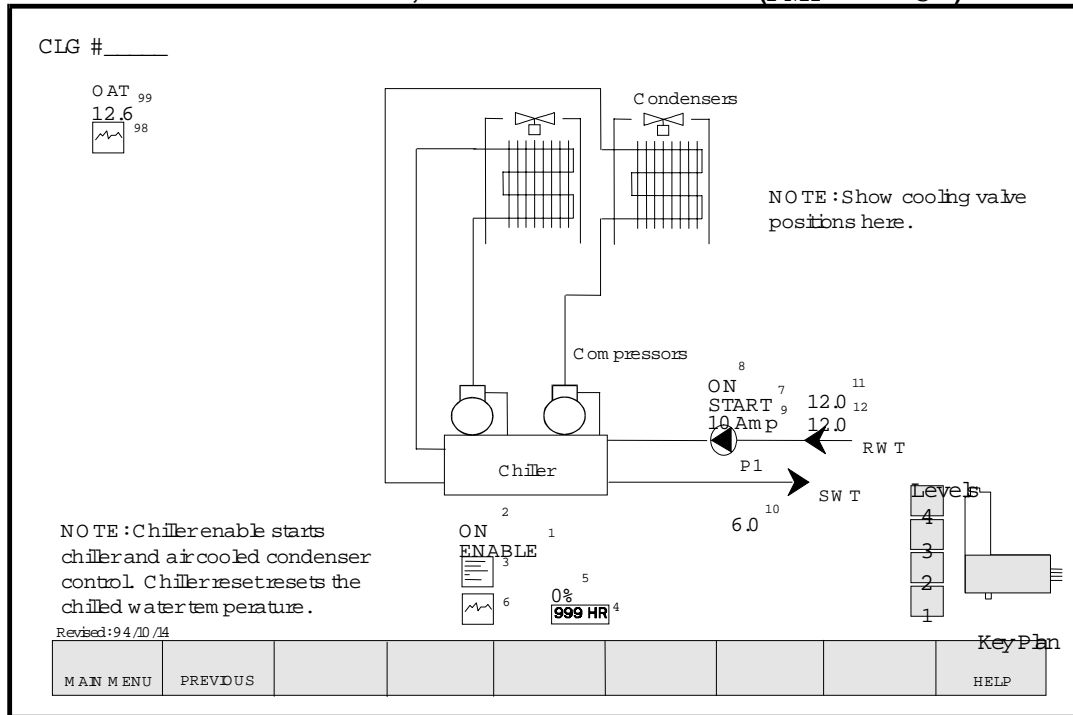 CLG #_____
OAT 99
12.6
98
Condensers
NOTE: Show cooling valve
positions here.
Compressors
8
ON 7
START 9
10 Amp
11
12.0 12
12.0
RWT
P1
Chiller
SWT
10
6.0
Levels
4
3
2
1
2
ON 1
ENABLE
3
5
6
0%
999 HR 4
NOTE: Chiller enable starts
chiller and air cooled condenser
control. Chiller reset resets the
chilled water temperature.
Revised: 94/10/14
Key Plan
MAIN MENU PREVIOUS HELP